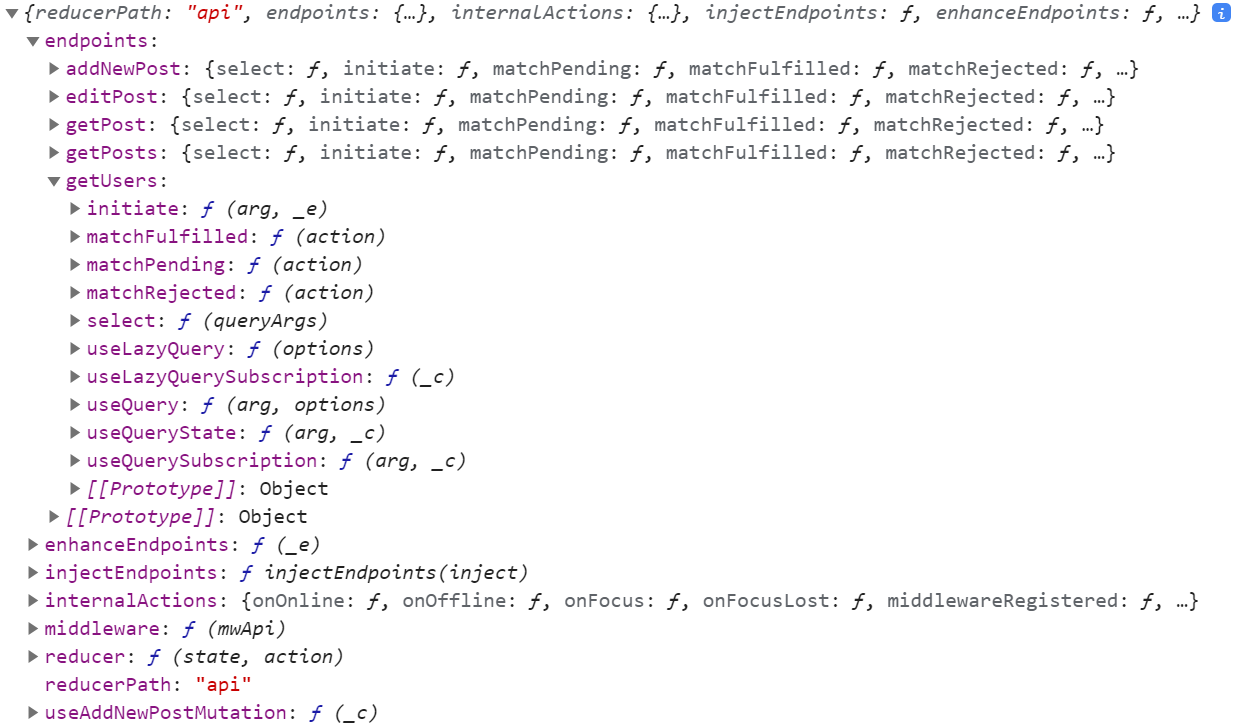 ▼{reducerPath: "api", endpoints: {…}, internalActions: {…}, injectEndpoints: ƒ, enhanceEndpoints: ƒ, …} i
▼endpoints:
▶addNewPost: {select: ƒ, initiate: ƒ, matchPending: ƒ, matchFulfilled: ƒ, matchRejected: ƒ, …}
▶editPost: {select: ƒ, initiate: ƒ, matchPending: ƒ, matchFulfilled: ƒ, matchRejected: ƒ, …}
▶getPost: {select: ƒ, initiate: ƒ, matchPending: ƒ, matchFulfilled: ƒ, matchRejected: ƒ, …}
▶getPosts: {select: ƒ, initiate: ƒ, matchPending: ƒ, matchFulfilled: ƒ, matchRejected: ƒ, …}
▼getUsers:
▶initiate: ƒ (arg, _e)
▶matchFulfilled: ƒ (action)
▶matchPending: ƒ (action)
▶matchRejected: ƒ (action)
▶select: ƒ (queryArgs)
▶useLazyQuery: ƒ (options)
▶useLazyQuerySubscription: ƒ (_c)
▶useQuery: ƒ (arg, options)
▶useQueryState: ƒ (arg, _c)
▶useQuerySubscription: ƒ (arg, _c)
▶[[Prototype]]: Object
▶[[Prototype]]: Object
▶enhanceEndpoints: ƒ (_e)
▶injectEndpoints: ƒ injectEndpoints(inject)
▶internalActions: {onOnline: ƒ, onOffline: ƒ, onFocus: ƒ, onFocusLost: ƒ, middlewareRegistered: ƒ, …}
▶middleware: ƒ (mwApi)
▶reducer: ƒ (state, action)
reducerPath: "api"
▶useAddNewPostMutation: ƒ (_c)